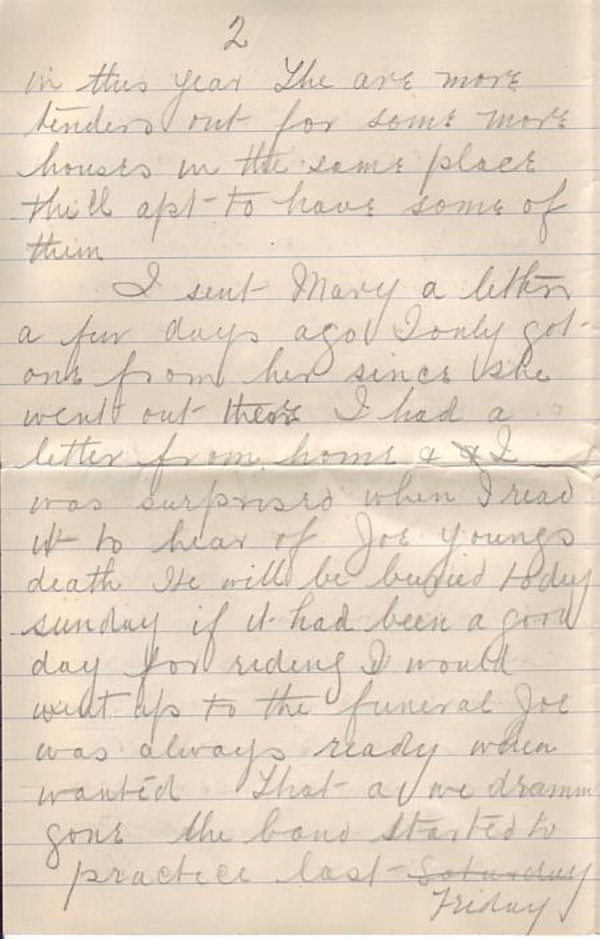 2
in this year The are more
tenders out for some more
houses in the same place
thi'll apt to have some of
them
I sent Mary a letter
a few days ago I only got
one from her since she
went out there I had a
letter from home & & I
was surprised when I read
it to hear of Joe Youngs
death He will be buried today
sunday if it had been a good
day for riding I would
went up to the funeral Joe
was always ready when
wanted That a we dramm
gone the band started to
practice last Saturday
Friday